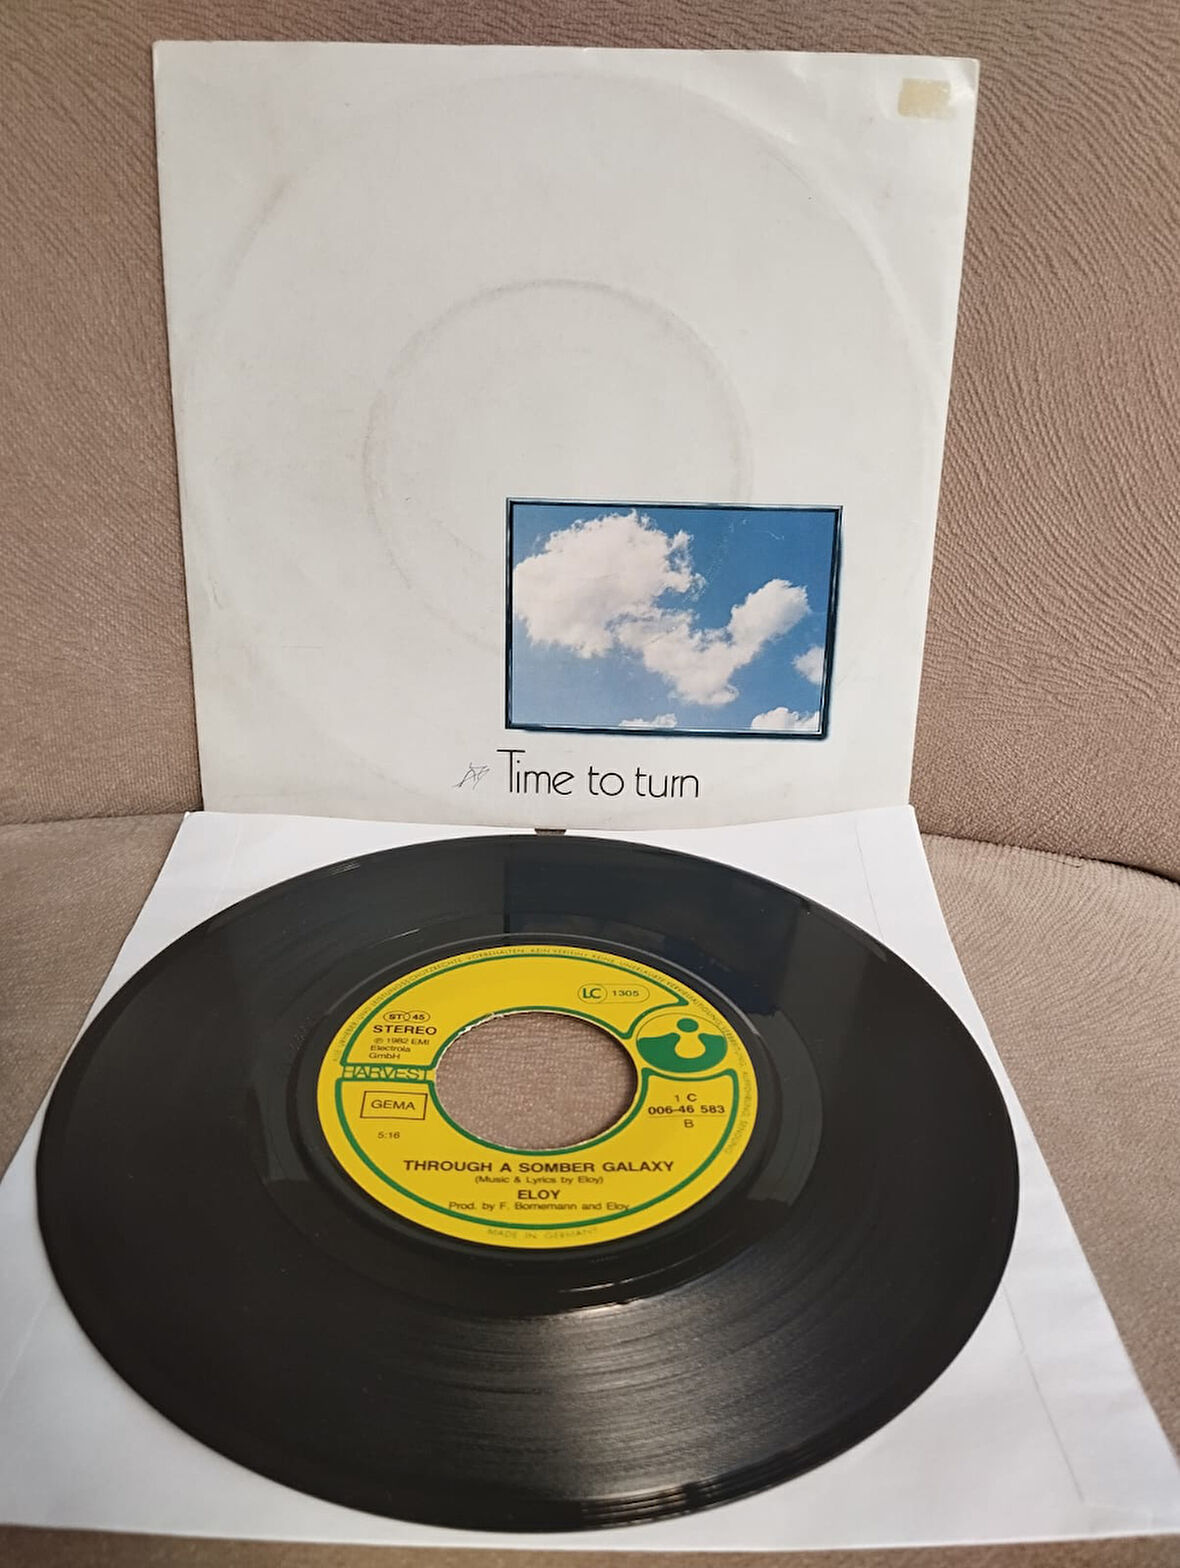 Time to turn
LC 1305
ST 45
STEREO
℗ 1982 EMI
Electrola
GmbH
HARVEST
GEMA
1 C
006-46 583
B
5:16
THROUGH A SOMBER GALAXY
(Music & Lyrics by Eloy)
ELOY
Prod. by F. Bornemann and Eloy
MADE IN GERMANY